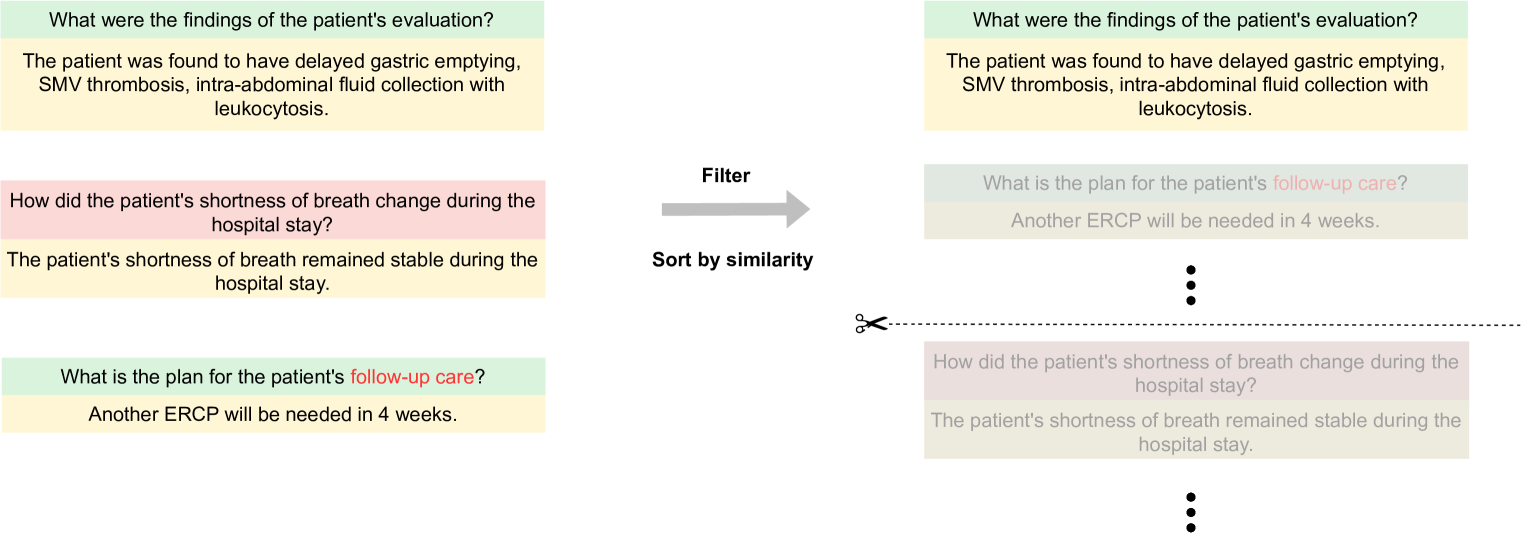 What were the findings of the patient's evaluation?
The patient was found to have delayed gastric emptying,
SMV thrombosis, intra-abdominal fluid collection with
leukocytosis.
How did the patient's shortness of breath change during the
hospital stay?
The patient's shortness of breath remained stable during the
hospital stay.
What is the plan for the patient's follow-up care?
Another ERCP will be needed in 4 weeks.
Filter
Sort by similarity
What were the findings of the patient's evaluation?
The patient was found to have delayed gastric emptying,
SMV thrombosis, intra-abdominal fluid collection with
leukocytosis.
What is the plan for the patient's follow-up care?
Another ERCP will be needed in 4 weeks.
How did the patient's shortness of breath change during the
hospital stay?
The patient's shortness of breath remained stable during the
hospital stay.